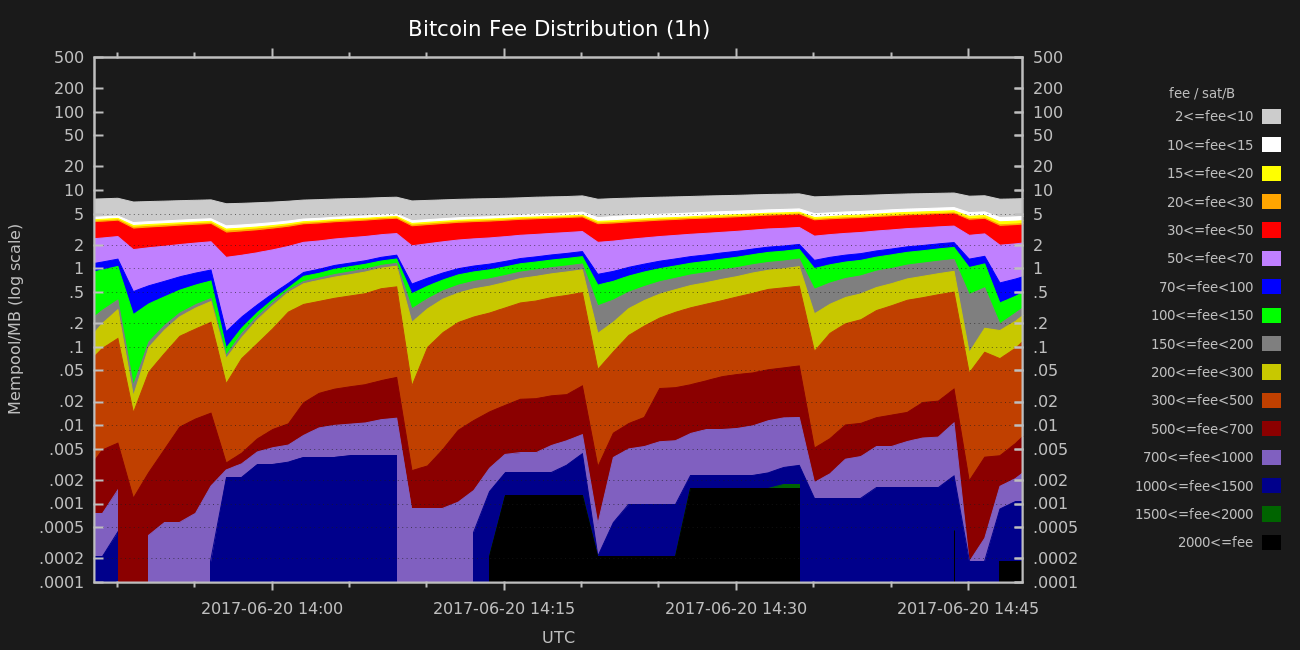 Bitcoin Fee Distribution (1h)
Mempool/MB (log scale)
500
200
100
50
20
10
5
2
1
.5
.2
.1
.05
.02
.01
.005
.002
.001
.0005
.0002
.0001
500
200
100
50
20
10
5
2
1
.5
.2
.1
.05
.02
.01
.005
.002
.001
.0005
.0002
.0001
2017-06-20 14:00
2017-06-20 14:15
2017-06-20 14:30
2017-06-20 14:45
UTC
fee / sat/B
2<=fee<10
10<=fee<15
15<=fee<20
20<=fee<30
30<=fee<50
50<=fee<70
70<=fee<100
100<=fee<150
150<=fee<200
200<=fee<300
300<=fee<500
500<=fee<700
700<=fee<1000
1000<=fee<1500
1500<=fee<2000
2000<=fee